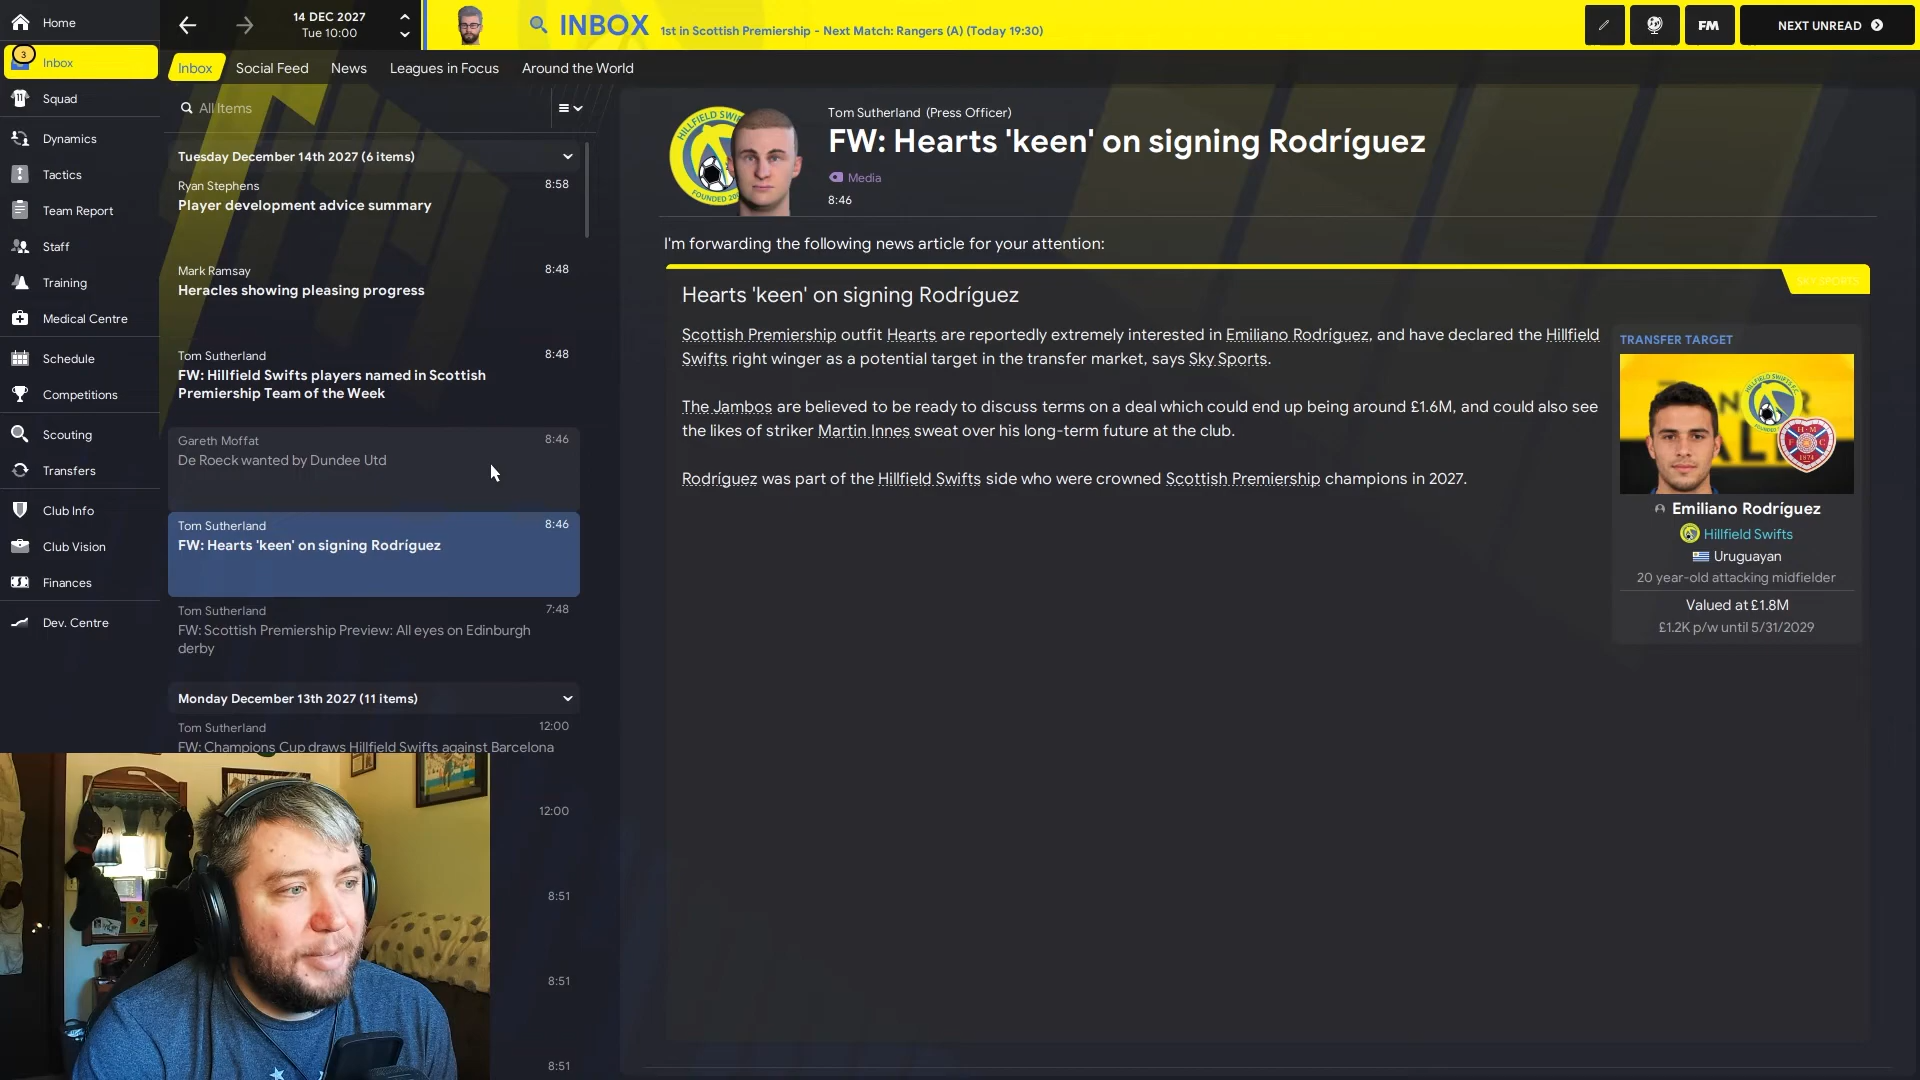 Home
3
Inbox
Squad
Dynamics
Tactics
Team Report
Staff
Training
Medical Centre
Schedule
Competitions
Scouting
Transfers
Club Info
Club Vision
Finances
Dev. Centre
14 DEC 2027
Tue 10:00
INBOX
1st in Scottish Premiership - Next Match: Rangers (A) (Today 19:30)
FM
NEXT UNREAD
Inbox Social Feed News Leagues in Focus Around the World
All Items
Tuesday December 14th 2027 (6 items)
Ryan Stephens 8:58
Player development advice summary
Mark Ramsay 8:48
Heracles showing pleasing progress
Tom Sutherland 8:48
FW: Hillfield Swifts players named in Scottish
Premiership Team of the Week
Gareth Moffat 8:46
De Roeck wanted by Dundee Utd
Tom Sutherland 8:46
FW: Hearts 'keen' on signing Rodríguez
Tom Sutherland 7:48
FW: Scottish Premiership Preview: All eyes on Edinburgh
derby
Monday December 13th 2027 (11 items)
Tom Sutherland 12:00
FW: Champions Cup draws Hillfield Swifts against Barcelona
12:00
8:51
8:51
8:51
Tom Sutherland (Press Officer)
FW: Hearts 'keen' on signing Rodríguez
Media
8:46
I'm forwarding the following news article for your attention:
SKY SPORTS
Hearts 'keen' on signing Rodríguez
Scottish Premiership outfit Hearts are reportedly extremely interested in Emiliano Rodríguez, and have declared the Hillfield
Swifts right winger as a potential target in the transfer market, says Sky Sports.
The Jambos are believed to be ready to discuss terms on a deal which could end up being around £1.6M, and could also see
the likes of striker Martin Innes sweat over his long-term future at the club.
Rodríguez was part of the Hillfield Swifts side who were crowned Scottish Premiership champions in 2027.
TRANSFER TARGET
Emiliano Rodríguez
Hillfield Swifts
Uruguayan
20 year-old attacking midfielder
Valued at £1.8M
£1.2K p/w until 5/31/2029